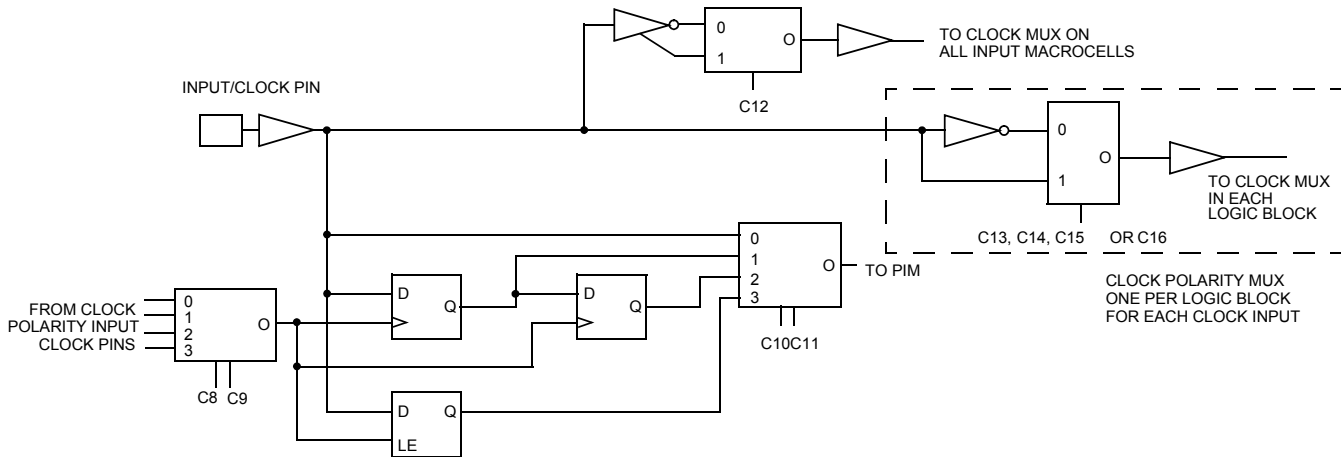 0
O
1
TO CLOCK MUX ON
ALL INPUT MACROCELLS
C12
INPUT/CLOCK PIN
0
O
1
TO CLOCK MUX
IN EACH
LOGIC BLOCK
C13, C14, C15 OR C16
CLOCK POLARITY MUX
ONE PER LOGIC BLOCK
FOR EACH CLOCK INPUT
0
1
2
3
O
TO PIM
C10C11
D
Q
D
Q
FROM CLOCK
POLARITY INPUT
CLOCK PINS
0
1
2
3
O
C8 C9
D Q
LE